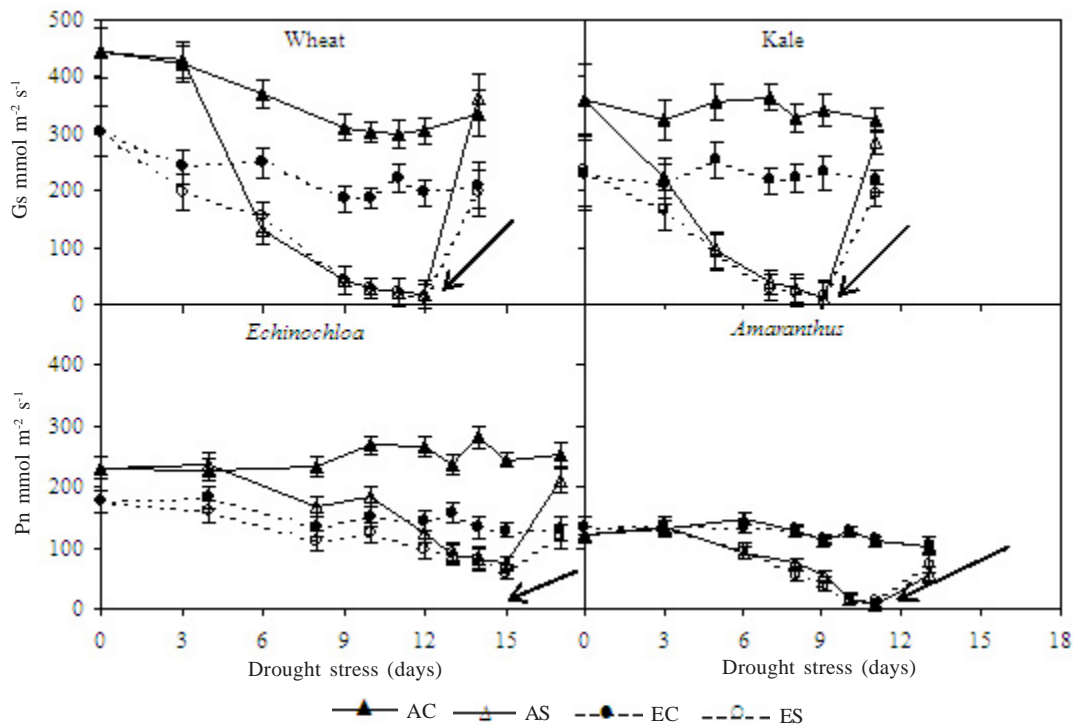 Wheat
Kale
500
400
300
200
100
0
Gs mmol m⁻² s⁻¹
Echinochloa
Amaranthus
400
300
200
100
0
Pn mmol m⁻² s⁻¹
0 3 6 9 12 15 0 3 6 9 12 15 18
Drought stress (days) Drought stress (days)
AC AS EC ES